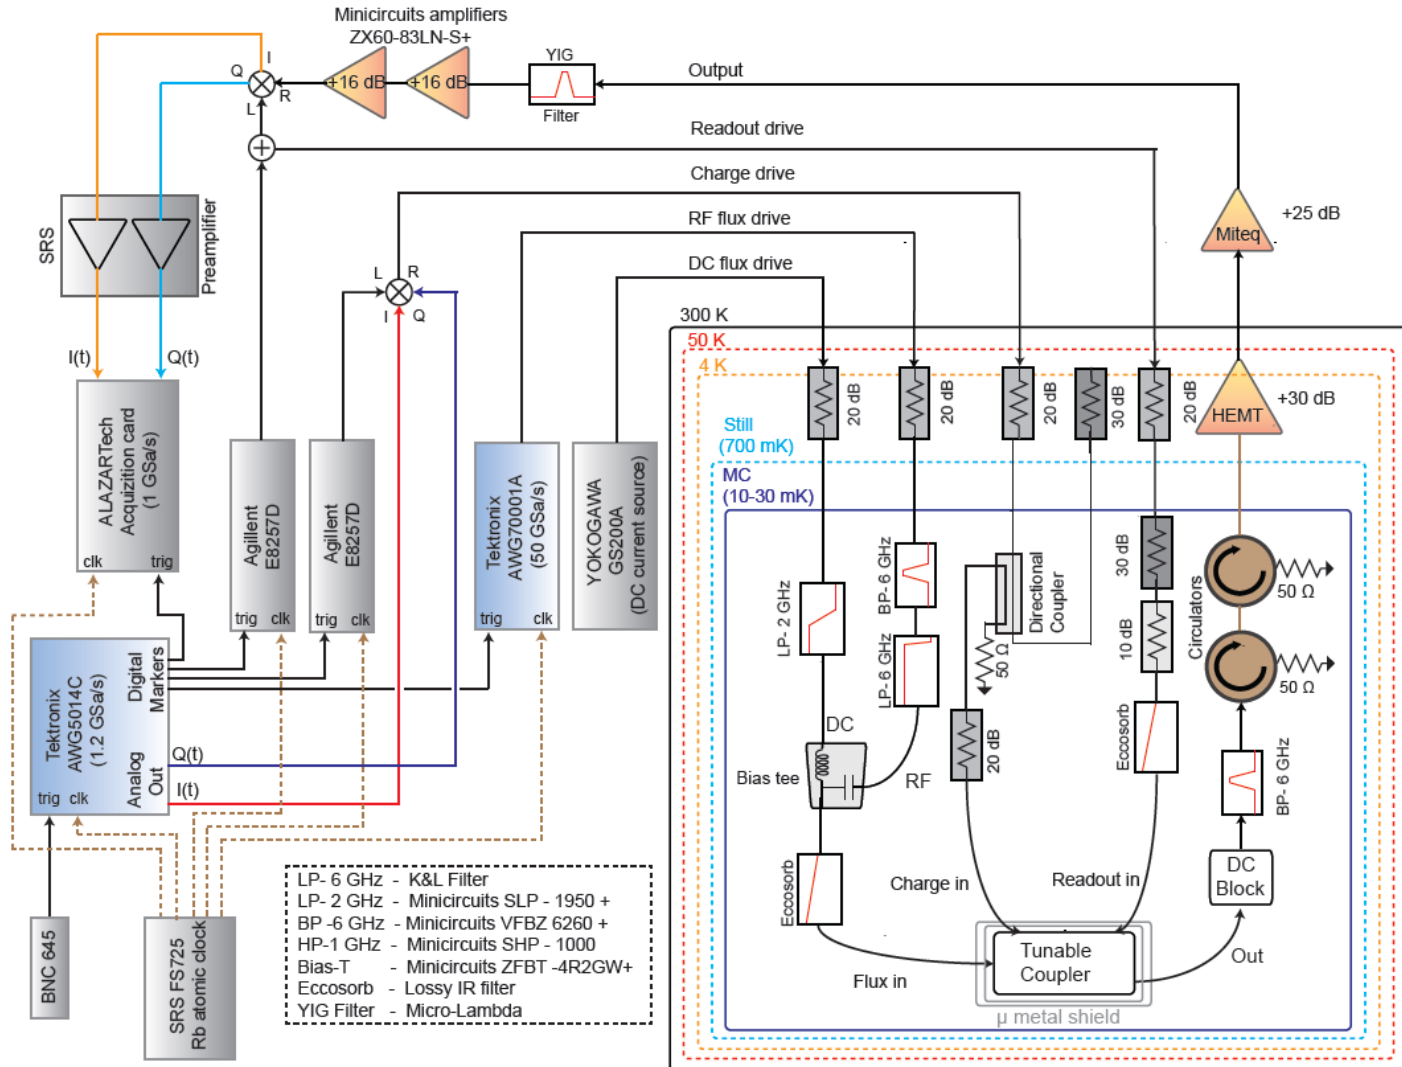 Minicircuits amplifiers
ZX60-83LN-S+
I
Q
R
L
+16 dB
+16 dB
YIG
Filter
Output
Readout drive
Charge drive
RF flux drive
DC flux drive
SRS
Preamplifier
Miteq
+25 dB
L
R
I
Q
I(t)
Q(t)
300 K
50 K
4 K
20 dB
20 dB
20 dB
30 dB
20 dB
HEMT
+30 dB
Still
(700 mK)
MC
(10-30 mK)
ALAZARTech
Acquizition card
(1 GSa/s)
clk
trig
Agillent
E8257D
trig
clk
Agillent
E8257D
Tektronix
AWG70001A
(50 GSa/s)
trig
clk
YOKOGAWA
GS200A
(DC current source)
LP- 2 GHz
BP- 6 GHz
LP-6 GHz
Directional
Coupler
50 Ω
20 dB
30 dB
10 dB
Eccosorb
Circulators
50 Ω
50 Ω
BP- 6 GHz
DC
Block
Tektronix
AWG5014C
(1.2 GSa/s)
Digital
Markers
Analog
Out
trig
clk
Q(t)
I(t)
DC
Bias tee
RF
Eccosorb
Charge in
Readout in
Flux in
Out
Tunable
Coupler
μ metal shield
BNC 645
SRS FS725
Rb atomic clock
LP- 6 GHz - K&L Filter
LP- 2 GHz - Minicircuits SLP - 1950 +
BP -6 GHz - Minicircuits VFBZ 6260 +
HP-1 GHz - Minicircuits SHP - 1000
Bias-T - Minicircuits ZFBT -4R2GW+
Eccosorb - Lossy IR filter
YIG Filter - Micro-Lambda